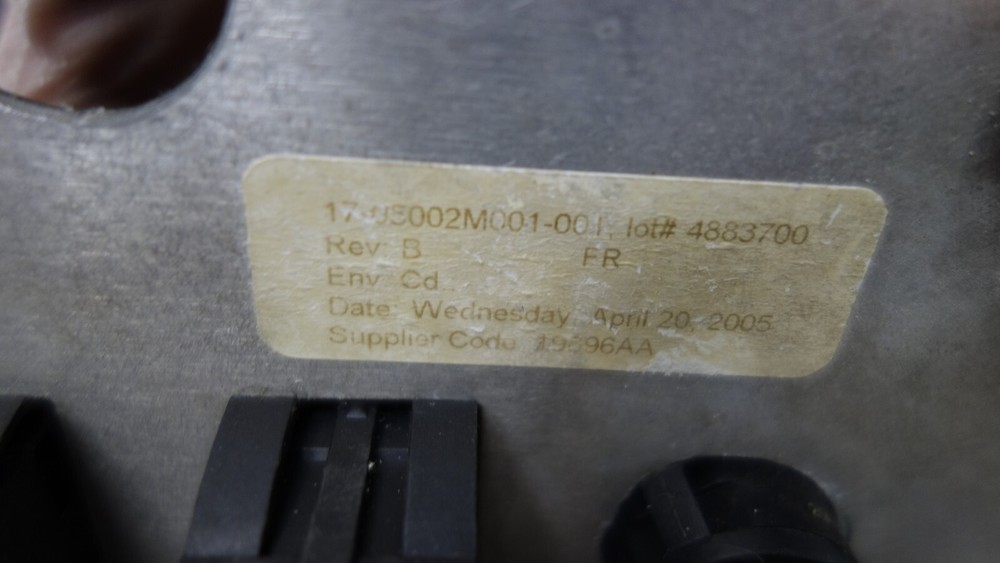 lot# 4883700
Rev B FR
Env Cd
Date: Wednesday, April 20, 2005
Supplier Code